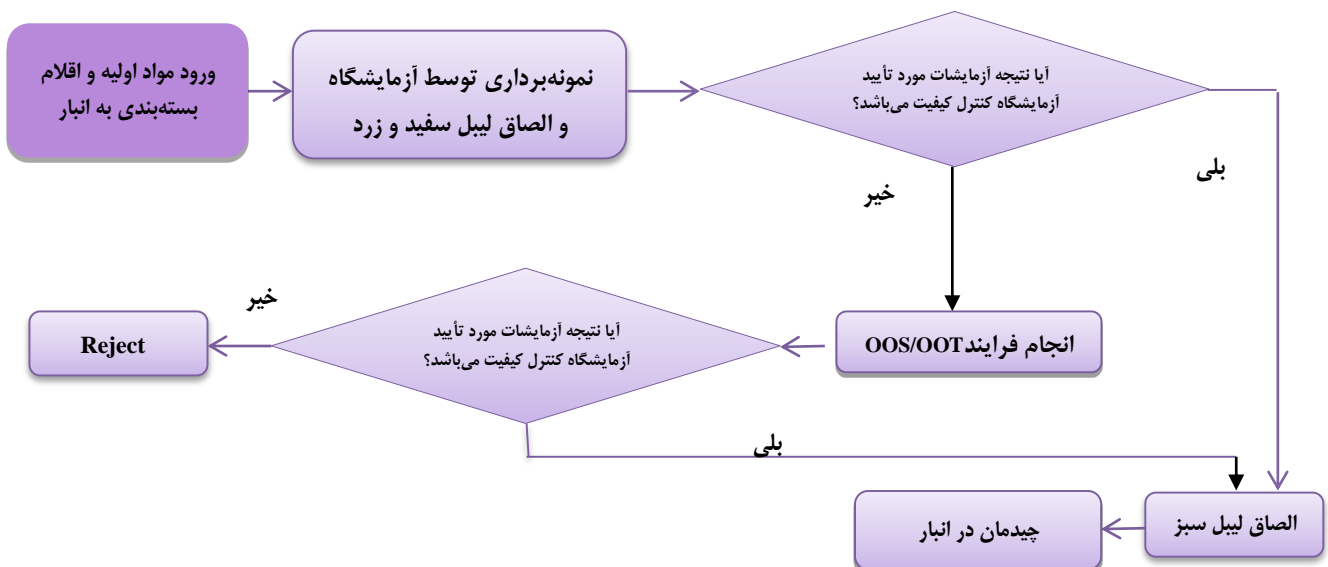 ورود مواد اولیه و اقلام
بسته‌بندی به انبار
نمونه‌برداری توسط آزمایشگاه
و الصاق لیبل سفید و زرد
آیا نتیجه آزمایشات مورد تأیید
آزمایشگاه کنترل کیفیت می‌باشد؟
بلی
خیر
انجام فرایندOOS/OOT
آیا نتیجه آزمایشات مورد تأیید
آزمایشگاه کنترل کیفیت می‌باشد؟
خیر
Reject
بلی
الصاق لیبل سبز
چیدمان در انبار